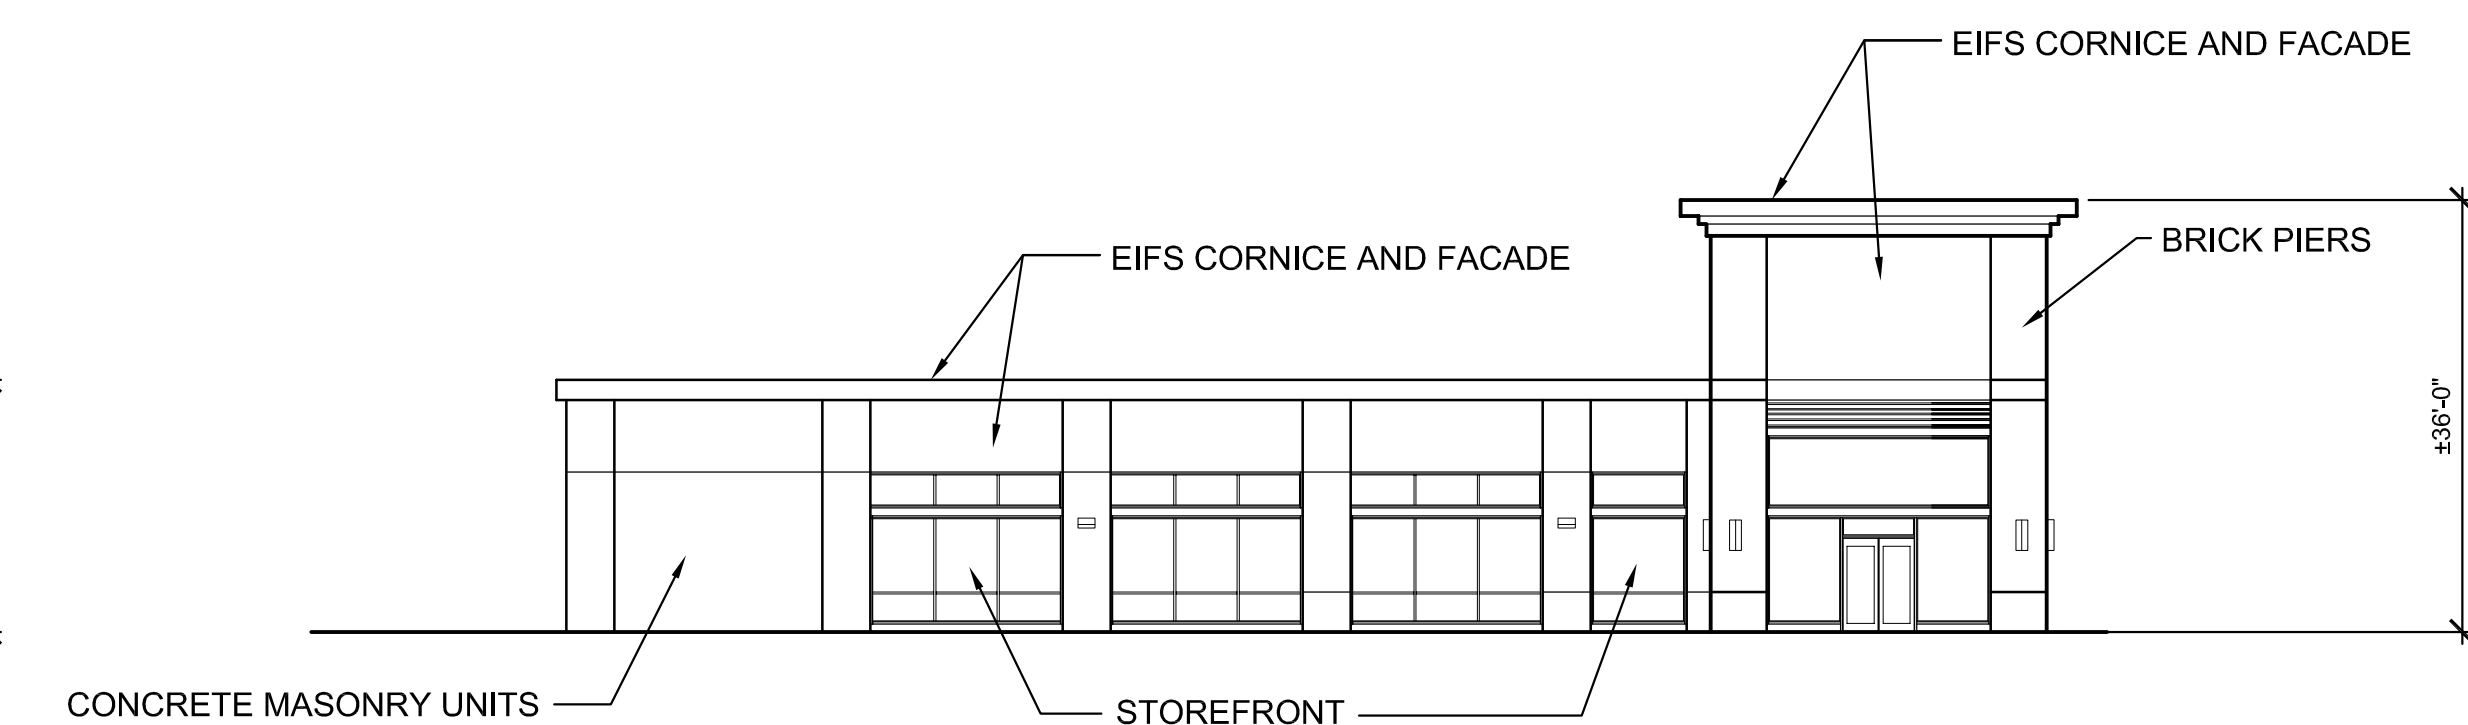 EIFS CORNICE AND FACADE
EIFS CORNICE AND FACADE
BRICK PIERS
±36'-0"
CONCRETE MASONRY UNITS
STOREFRONT